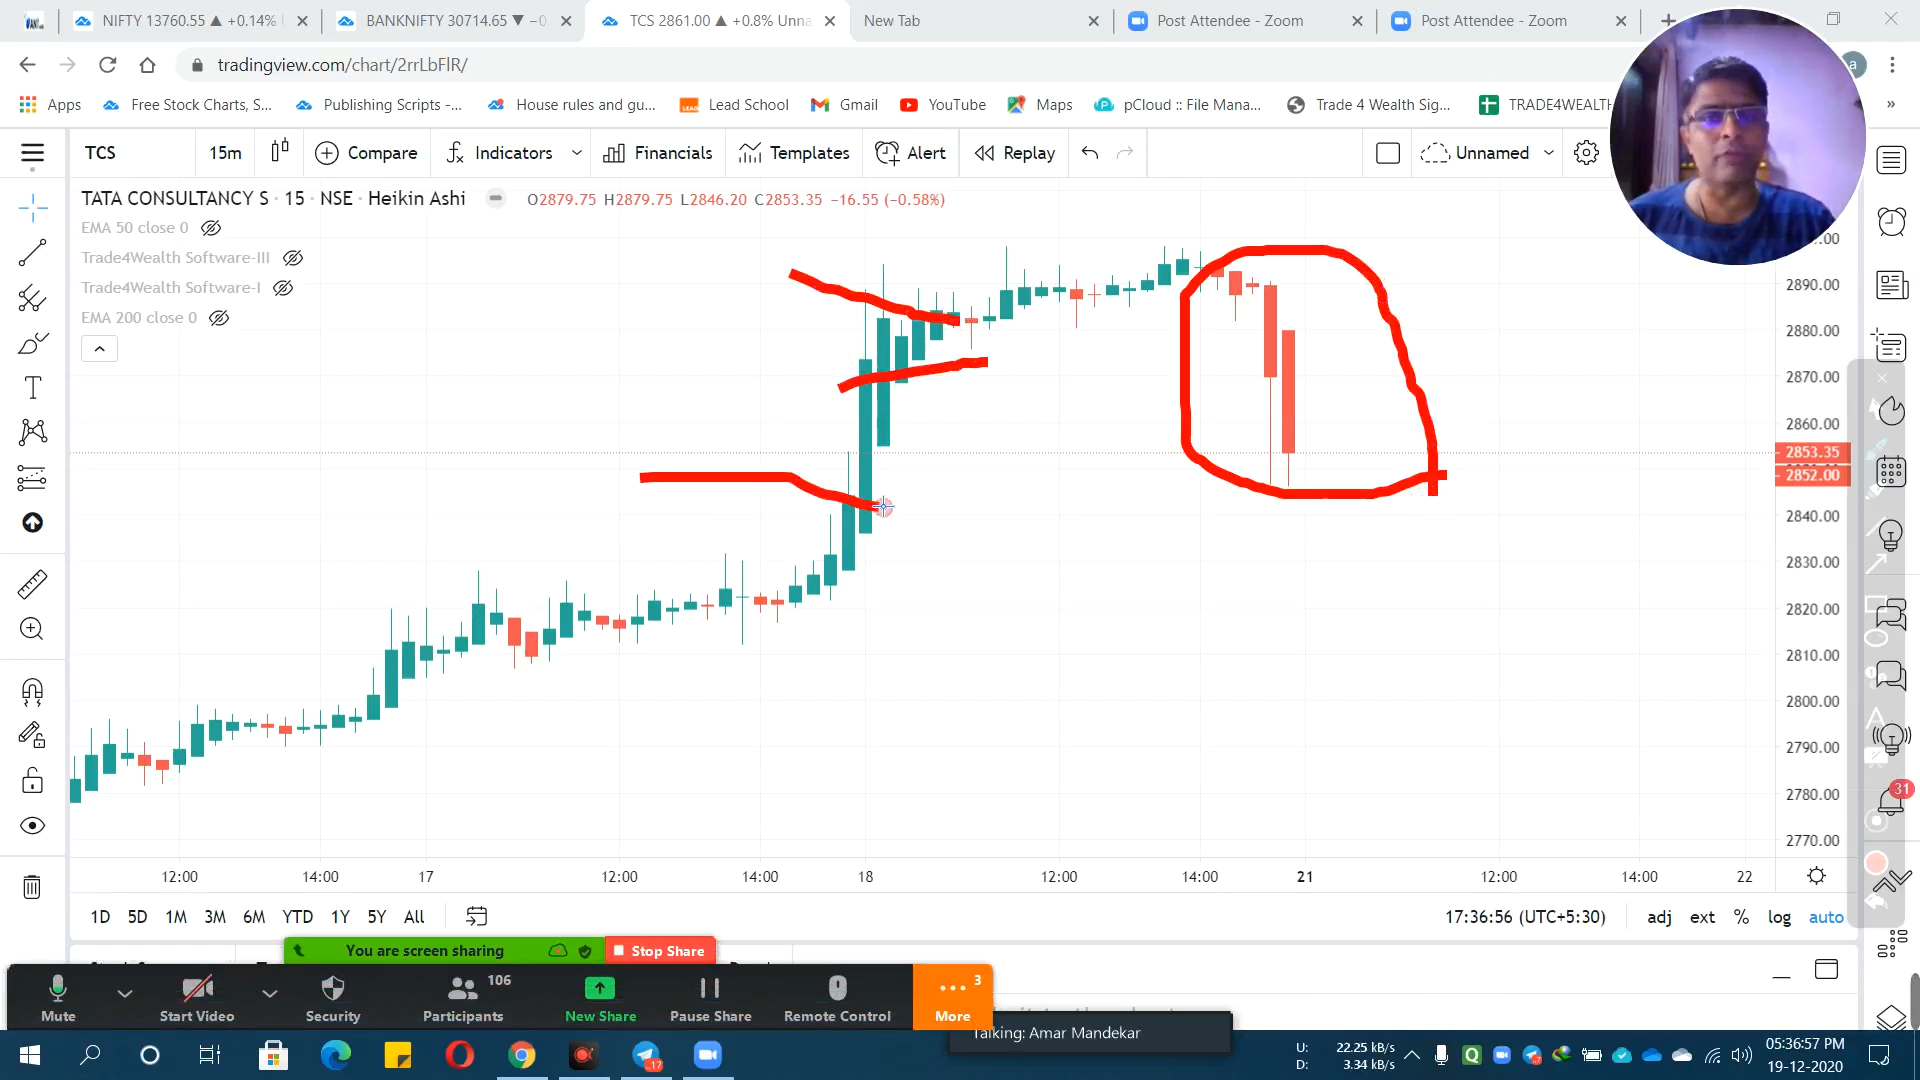 NIFTY 13760.55 ▲ +0.14%
BANKNIFTY 30714.65 ▼ −0
TCS 2861.00 ▲ +0.8% Unna
New Tab
Post Attendee - Zoom
Post Attendee - Zoom
tradingview.com/chart/2rrLbFlR/
a
Apps
Free Stock Charts, S...
Publishing Scripts -...
House rules and gu...
LEAD Lead School
Gmail
YouTube
Maps
pCloud :: File Mana...
Trade 4 Wealth Sig...
TRADE4WEALTH
»
TCS
15m
Compare
Indicators
Financials
Templates
Alert
Replay
Unnamed
TATA CONSULTANCY S · 15 · NSE · Heikin Ashi
O2879.75 H2879.75 L2846.20 C2853.35 −16.55 (−0.58%)
EMA 50 close 0
Trade4Wealth Software-III
Trade4Wealth Software-I
EMA 200 close 0
2890.00
2880.00
2870.00
2860.00
2853.35
2852.00
2840.00
2830.00
2820.00
2810.00
2800.00
2790.00
2780.00
2770.00
31
12:00
14:00
17
12:00
14:00
18
12:00
14:00
21
12:00
14:00
22
1D 5D 1M 3M 6M YTD 1Y 5Y All
17:36:56 (UTC+5:30)
adj ext % log auto
You are screen sharing
Stop Share
Mute
Start Video
Security
106
Participants
New Share
Pause Share
Remote Control
3
More
Talking: Amar Mandekar
17
U: 22.25 kB/s
D: 3.34 kB/s
05:36:57 PM
19-12-2020